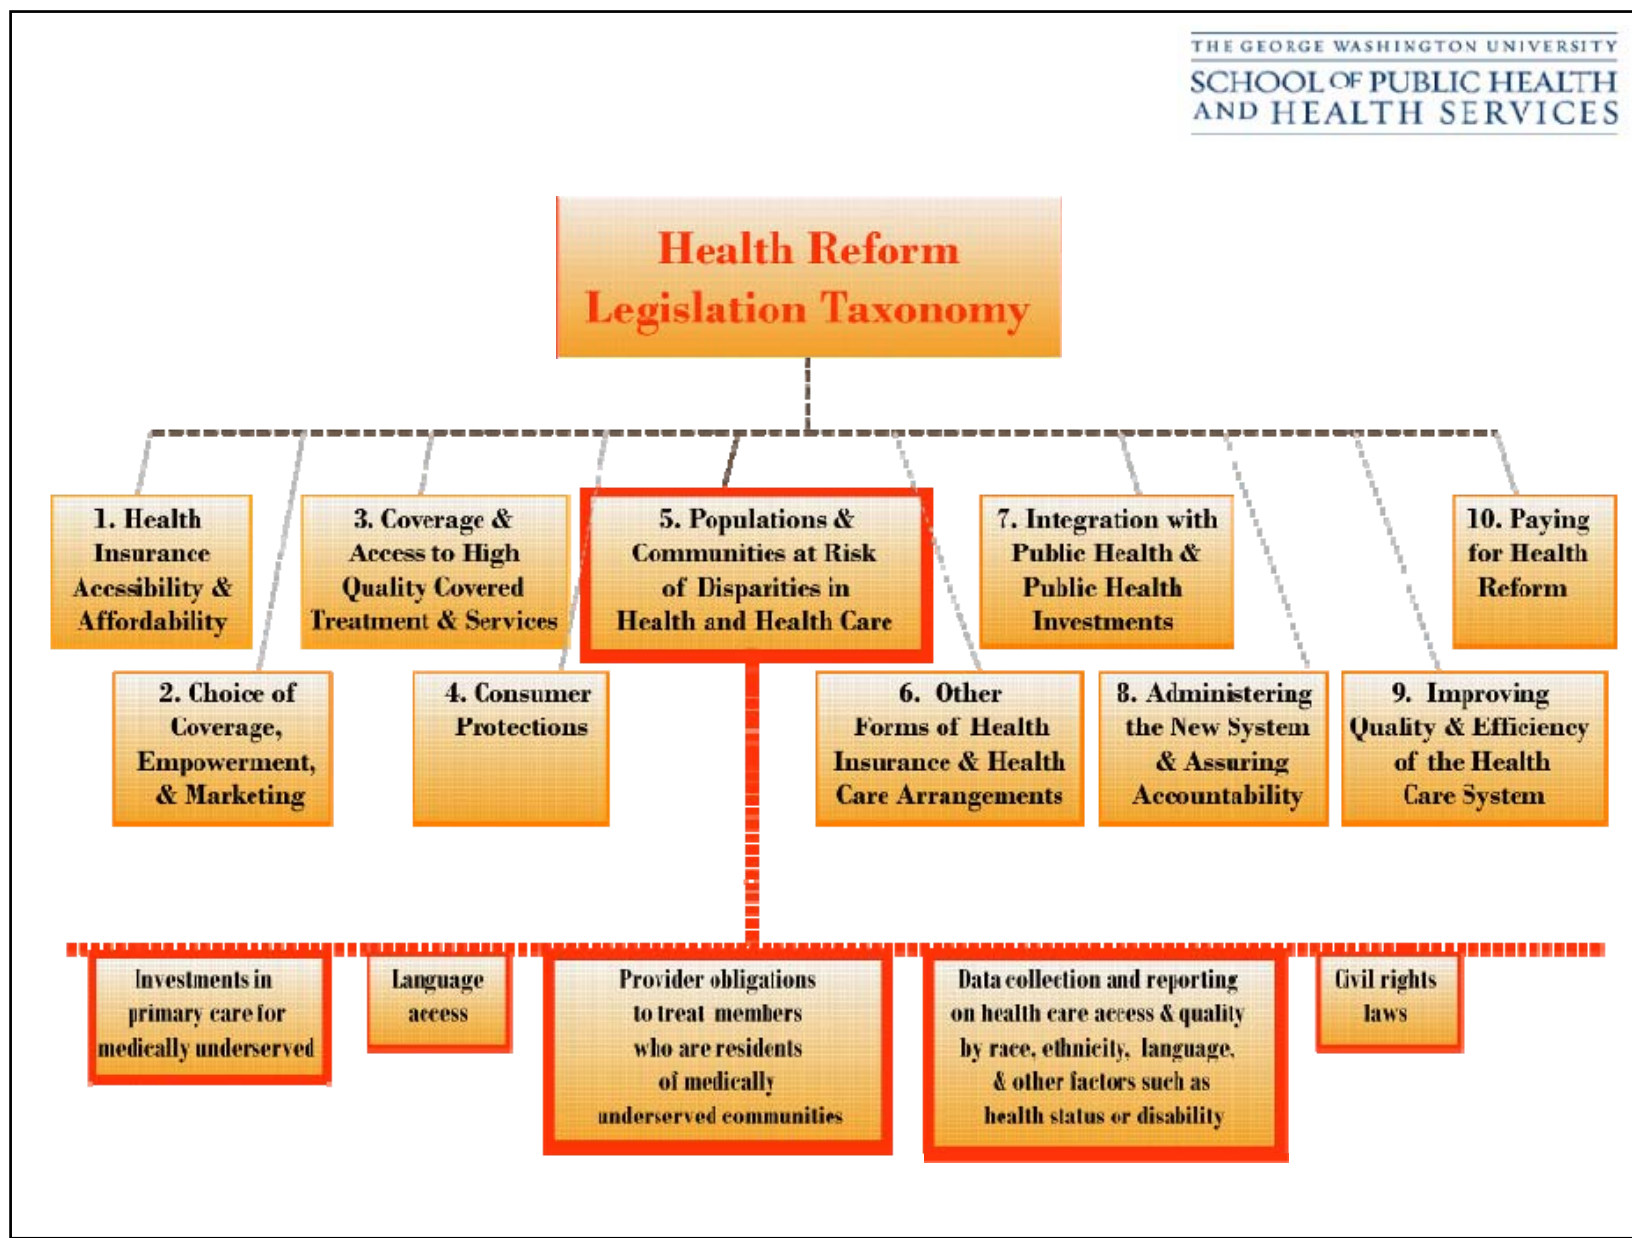 THE GEORGE WASHINGTON UNIVERSITY
SCHOOL OF PUBLIC HEALTH
AND HEALTH SERVICES
Health Reform
Legislation Taxonomy
1. Health
Insurance
Acessibility &
Affordability
2. Choice of
Coverage,
Empowerment,
& Marketing
3. Coverage &
Access to High
Quality Covered
Treatment & Services
4. Consumer
Protections
5. Populations &
Communities at Risk
of Disparities in
Health and Health Care
6. Other
Forms of Health
Insurance & Health
Care Arrangements
7. Integration with
Public Health &
Public Health
Investments
8. Administering
the New System
& Assuring
Accountability
9. Improving
Quality & Efficiency
of the Health
Care System
10. Paying
for Health
Reform
Investments in
primary care for
medically underserved
Language
access
Provider obligations
to treat members
who are residents
of medically
underserved communities
Data collection and reporting
on health care access & quality
by race, ethnicity, language,
& other factors such as
health status or disability
Civil rights
laws